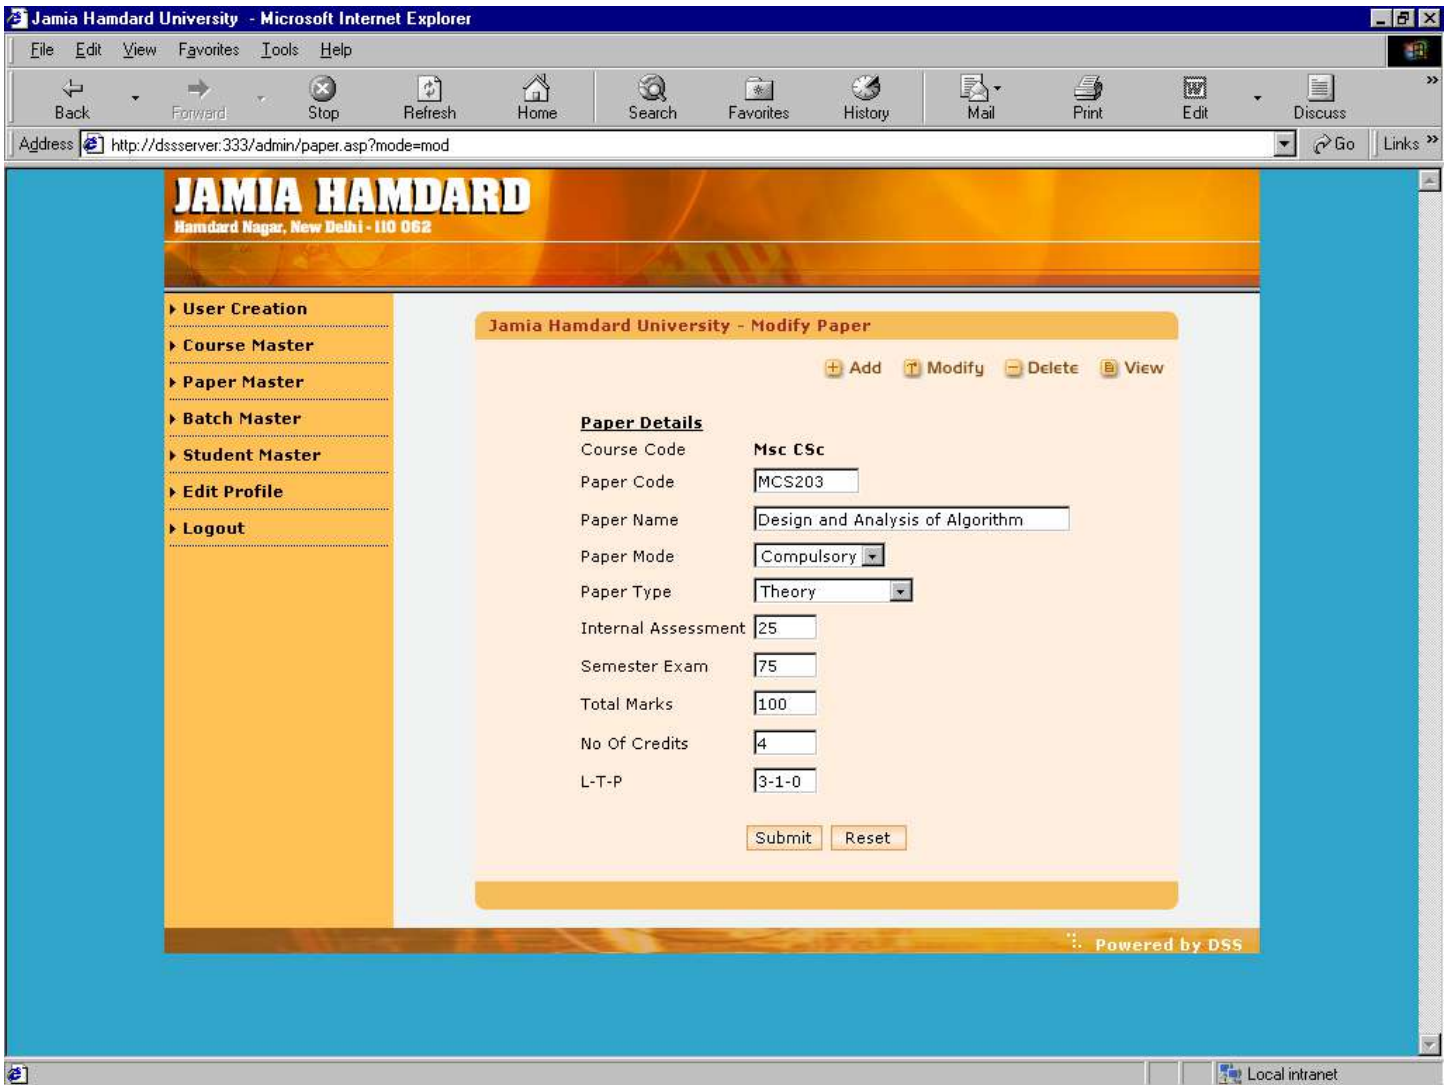 Jamia Hamdard University - Microsoft Internet Explorer
File Edit View Favorites Tools Help
Back Forward Stop Refresh Home Search Favorites History Mail Print Edit Discuss »
Address http://dssserver:333/admin/paper.asp?mode=mod Go Links »
JAMIA HAMDARD
Hamdard Nagar, New Delhi - 110 062
User Creation
Course Master
Paper Master
Batch Master
Student Master
Edit Profile
Logout
Jamia Hamdard University - Modify Paper
Add Modify Delete View
Paper Details
Course Code Msc CSc
Paper Code MCS203
Paper Name Design and Analysis of Algorithm
Paper Mode Compulsory
Paper Type Theory
Internal Assessment 25
Semester Exam 75
Total Marks 100
No Of Credits 4
L-T-P 3-1-0
Submit Reset
Powered by DSS
Local intranet